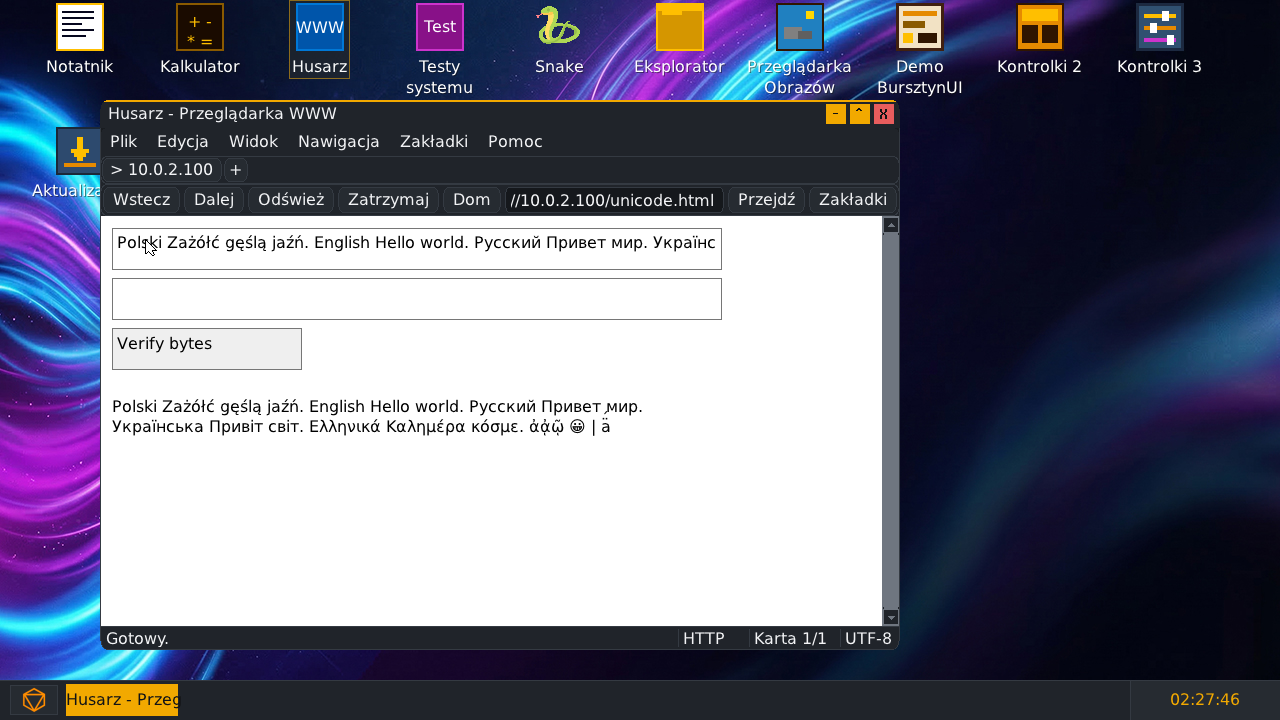 + -
* =
WWW
Test
Notatnik
Kalkulator
Husarz
Testy systemu
Snake
Eksplorator
Przeglądarka Obrazów
Demo BursztynUI
Kontrolki 2
Kontrolki 3
Husarz - Przeglądarka WWW
Plik Edycja Widok Nawigacja Zakładki Pomoc
> 10.0.2.100 +
Wstecz Dalej Odśwież Zatrzymaj Dom //10.0.2.100/unicode.html Przejdź Zakładki
Polski Zażółć gęślą jaźń. English Hello world. Русский Привет мир. Українс
Verify bytes
Polski Zażółć gęślą jaźń. English Hello world. Русский Привет мир.
Українська Привіт світ. Ελληνικά Καλημέρα κόσμε.
Gotowy. HTTP Karta 1/1 UTF-8
Husarz - Przeg
02:27:46